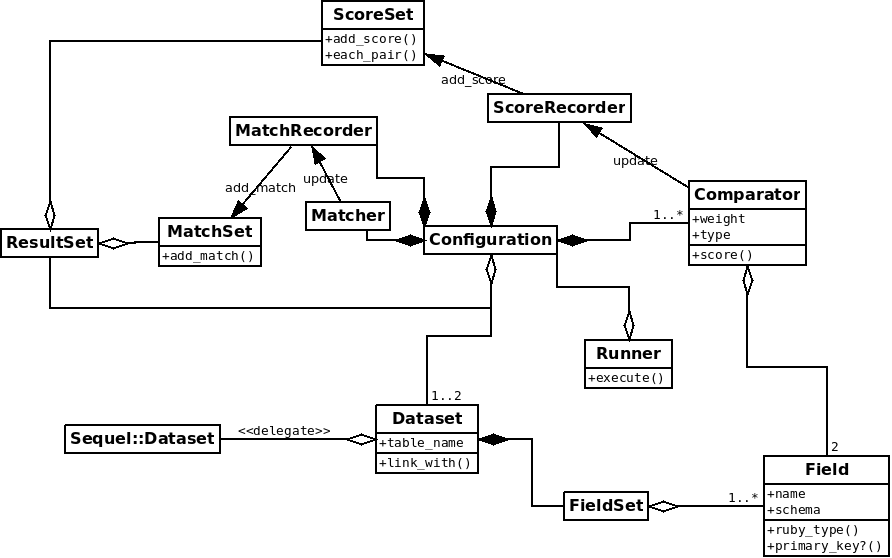 ScoreSet
+add_score()
+each_pair()
add_score
ScoreRecorder
MatchRecorder
update
add_match
update
Comparator
+weight
+type
+score()
1..*
Matcher
MatchSet
+add_match()
ResultSet
Configuration
Runner
+execute()
1..2
Dataset
+table_name
+link_with()
<<delegate>>
Sequel::Dataset
2
Field
+name
+schema
+ruby_type()
+primary_key?()
1..*
FieldSet